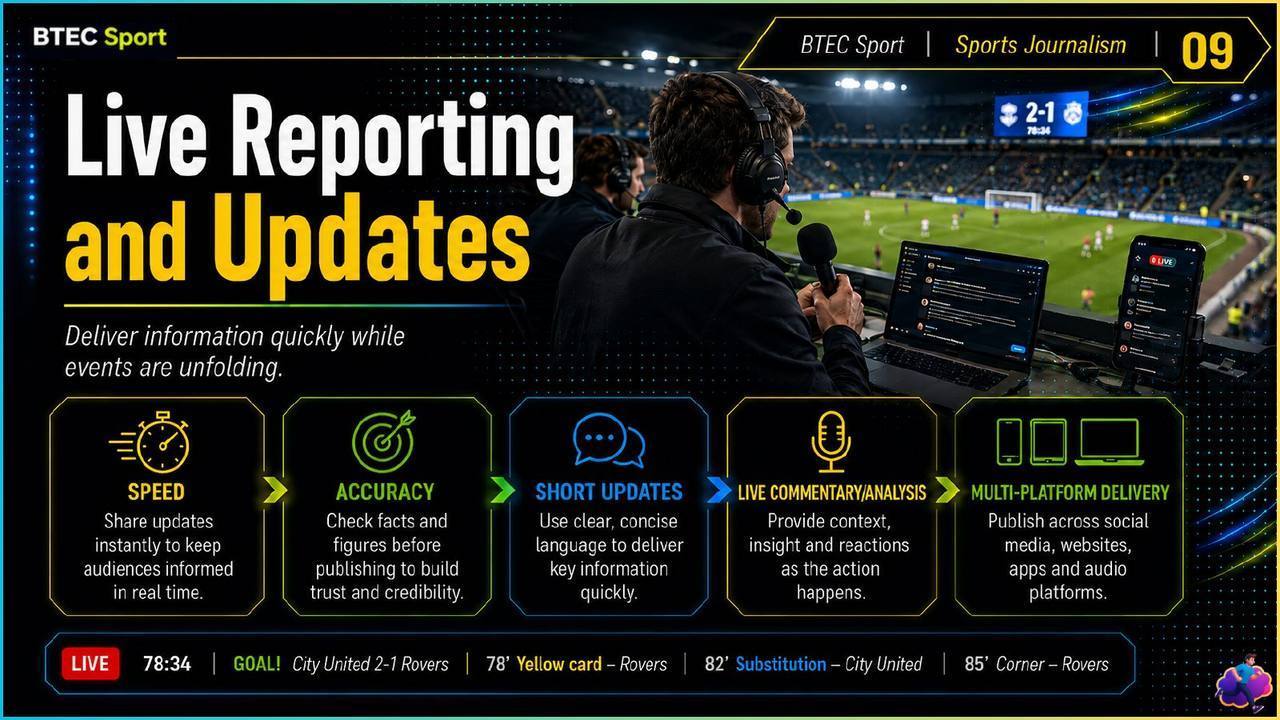 BTEC Sport
BTEC Sport | Sports Journalism | 09
Live Reporting
and Updates
2-1
78:34
LIVE
Deliver information quickly while
events are unfolding.
SPEED
Share updates
instantly to keep
audiences informed
in real time.
ACCURACY
Check facts and
figures before
publishing to build
trust and credibility.
SHORT UPDATES
Use clear, concise
language to deliver
key information
quickly.
LIVE COMMENTARY/ANALYSIS
Provide context,
insight and reactions
as the action
happens.
MULTI-PLATFORM DELIVERY
Publish across social
media, websites,
apps and audio
platforms.
LIVE 78:34 | GOAL! City United 2-1 Rovers | 78’ Yellow card – Rovers | 82’ Substitution – City United | 85’ Corner – Rovers